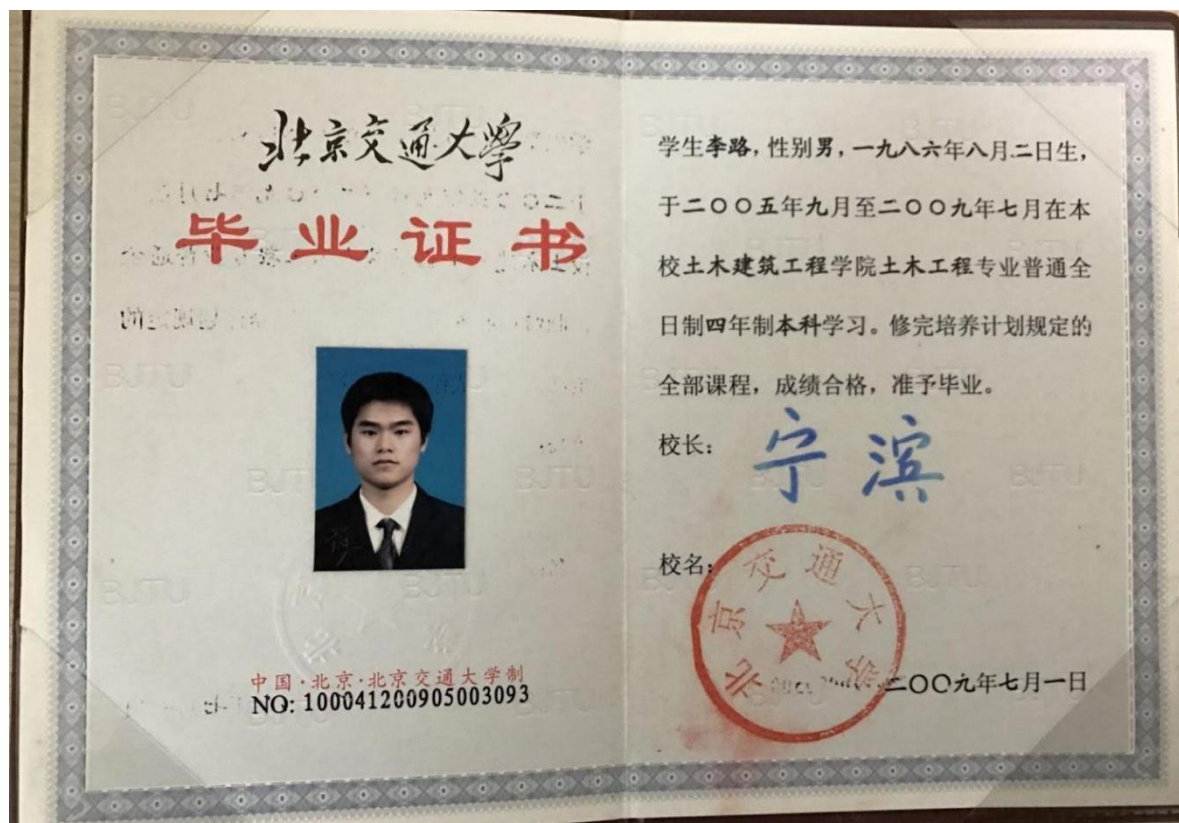 北京交通大學
毕业证书
中国·北京·北京交通大学制
NO: 100041200905003093
学生李路，性别男，一九八六年八月二日生，
于二〇〇五年九月至二〇〇九年七月在本
校土木建筑工程学院土木工程专业普通全
日制四年制本科学习。修完培养计划规定的
全部课程，成绩合格，准予毕业。
校长：宁滨
校名：
北京交通大学
二〇〇九年七月一日
BJTU